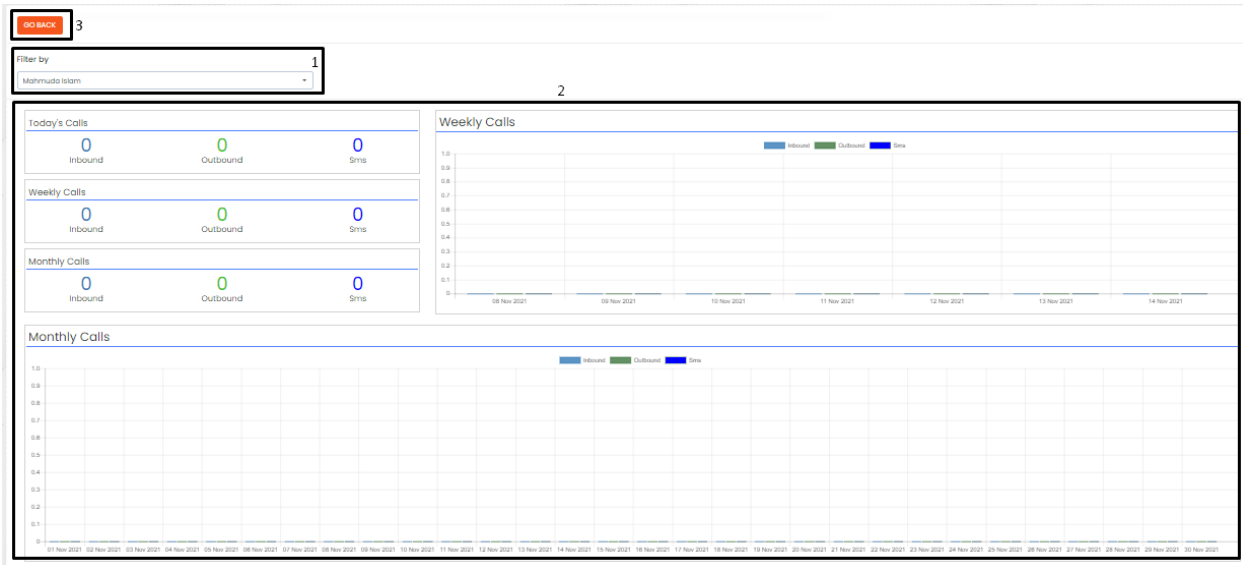 GO BACK 3
Filter by 1
Mahmuda Islam
2
Today's Calls
0 0 0
Inbound Outbound Sms
Weekly Calls
0 0 0
Inbound Outbound Sms
Monthly Calls
0 0 0
Inbound Outbound Sms
Weekly Calls
Inbound Outbound Sms
1.0
0.9
0.8
0.7
0.6
0.5
0.4
0.3
0.2
0.1
0
08 Nov 2021 09 Nov 2021 10 Nov 2021 11 Nov 2021 12 Nov 2021 13 Nov 2021 14 Nov 2021
Monthly Calls
Inbound Outbound Sms
1.0
0.9
0.8
0.7
0.6
0.5
0.4
0.3
0.2
0.1
0
01 Nov 2021 02 Nov 2021 03 Nov 2021 04 Nov 2021 05 Nov 2021 06 Nov 2021 07 Nov 2021 08 Nov 2021 09 Nov 2021 10 Nov 2021 11 Nov 2021 12 Nov 2021 13 Nov 2021 14 Nov 2021 15 Nov 2021 16 Nov 2021 17 Nov 2021 18 Nov 2021 19 Nov 2021 20 Nov 2021 21 Nov 2021 22 Nov 2021 23 Nov 2021 24 Nov 2021 25 Nov 2021 26 Nov 2021 27 Nov 2021 28 Nov 2021 29 Nov 2021 30 Nov 2021